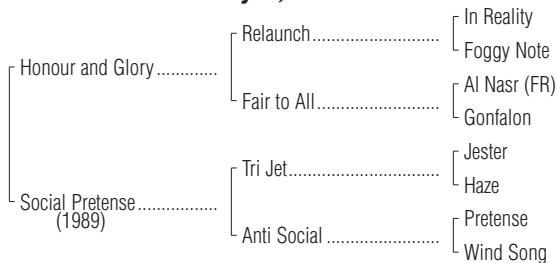 In Reality
Relaunch
Foggy Note
Honour and Glory
Al Nasr (FR)
Fair to All
Gonfalon
Jester
Tri Jet
Haze
Social Pretense
(1989)
Pretense
Anti Social
Wind Song